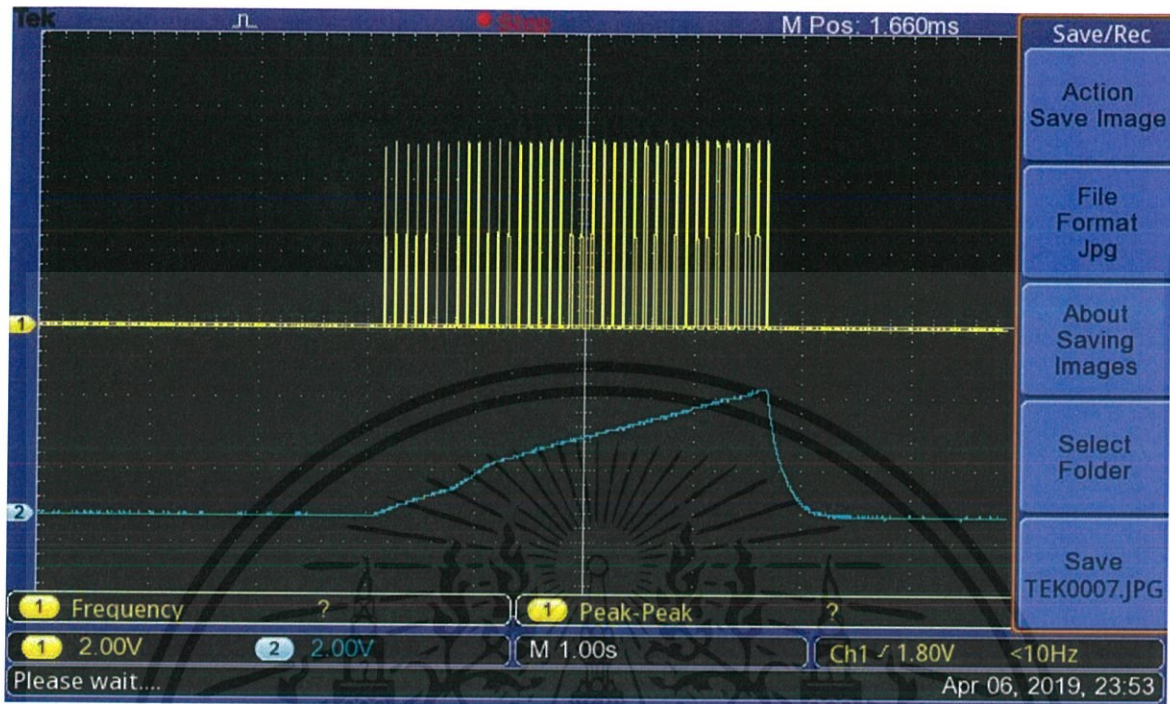 Tek
Stop
M Pos: 1.660ms
Save/Rec
Action
Save Image
File
Format
Jpg
About
Saving
Images
Select
Folder
Save
TEK0007.JPG
1
2
1 Frequency ?
1 Peak-Peak ?
1 2.00V
2 2.00V
M 1.00s
Ch1 1.80V <10Hz
Please wait....
Apr 06, 2019, 23:53